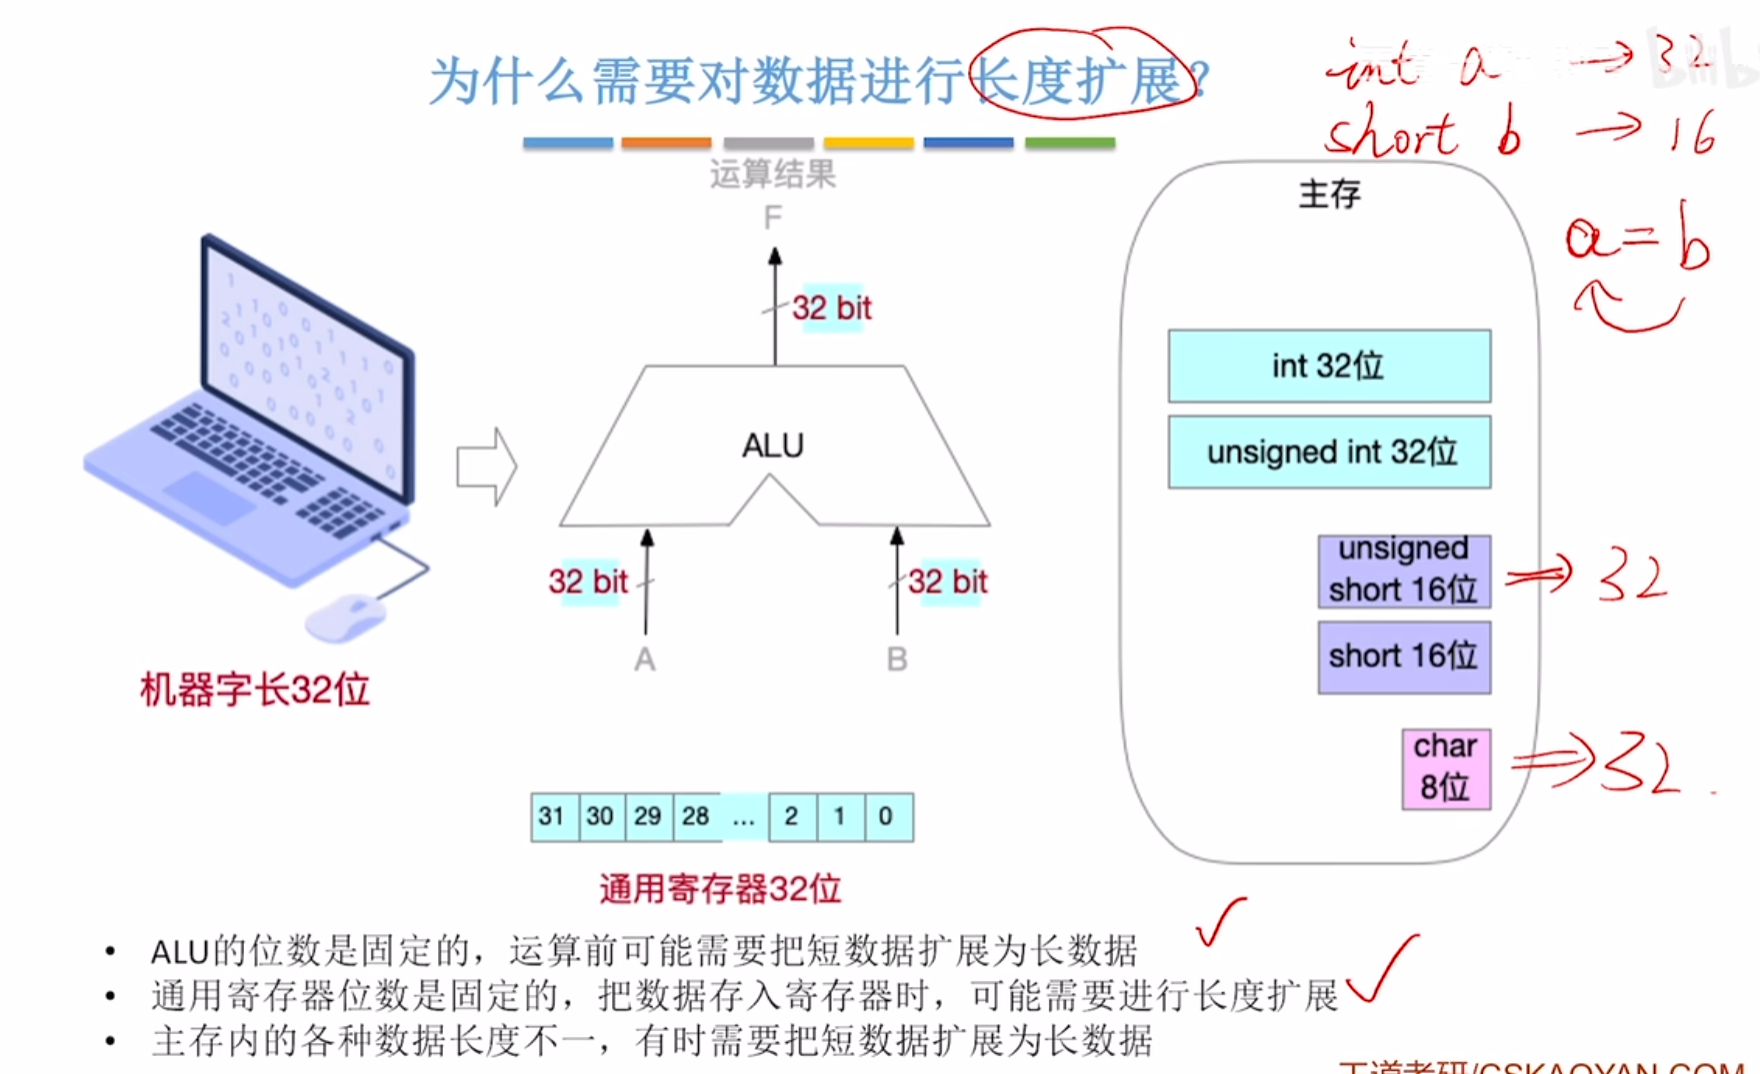 为什么需要对数据进行长度扩展?
int a → 32
short b → 16
a=b
运算结果
F
32 bit
ALU
32 bit
32 bit
A
B
机器字长32位
31 30 29 28 ... 2 1 0
通用寄存器32位
主存
int 32位
unsigned int 32位
unsigned
short 16位
⇒ 32
short 16位
char
8位
⇒ 32
• ALU的位数是固定的，运算前可能需要把短数据扩展为长数据
• 通用寄存器位数是固定的，把数据存入寄存器时，可能需要进行长度扩展
• 主存内的各种数据长度不一，有时需要把短数据扩展为长数据
王道考研/CSKAOYAN.COM
bilib